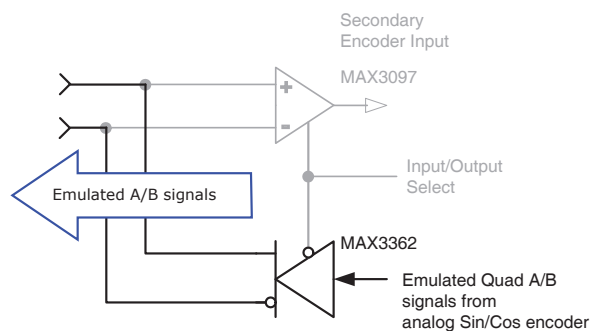 Secondary
Encoder Input
MAX3097
+
-
Input/Output
Select
Emulated A/B signals
MAX3362
Emulated Quad A/B
signals from
analog Sin/Cos encoder